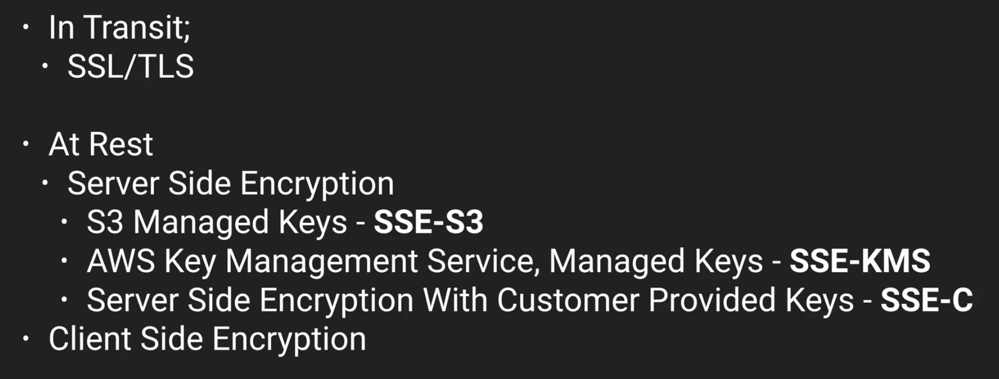 • In Transit;
• SSL/TLS
• At Rest
• Server Side Encryption
• S3 Managed Keys - SSE-S3
• AWS Key Management Service, Managed Keys - SSE-KMS
• Server Side Encryption With Customer Provided Keys - SSE-C
• Client Side Encryption